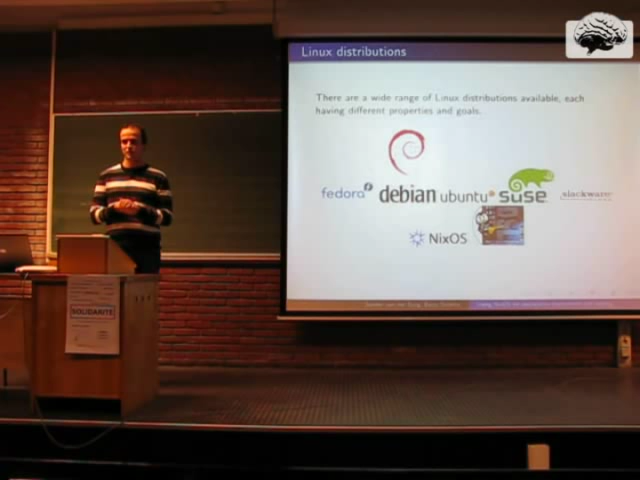 Linux distributions
There are a wide range of Linux distributions available, each
having different properties and goals.
fedora debian ubuntu SUSE slackware
NixOS
SOLIDARITÉ